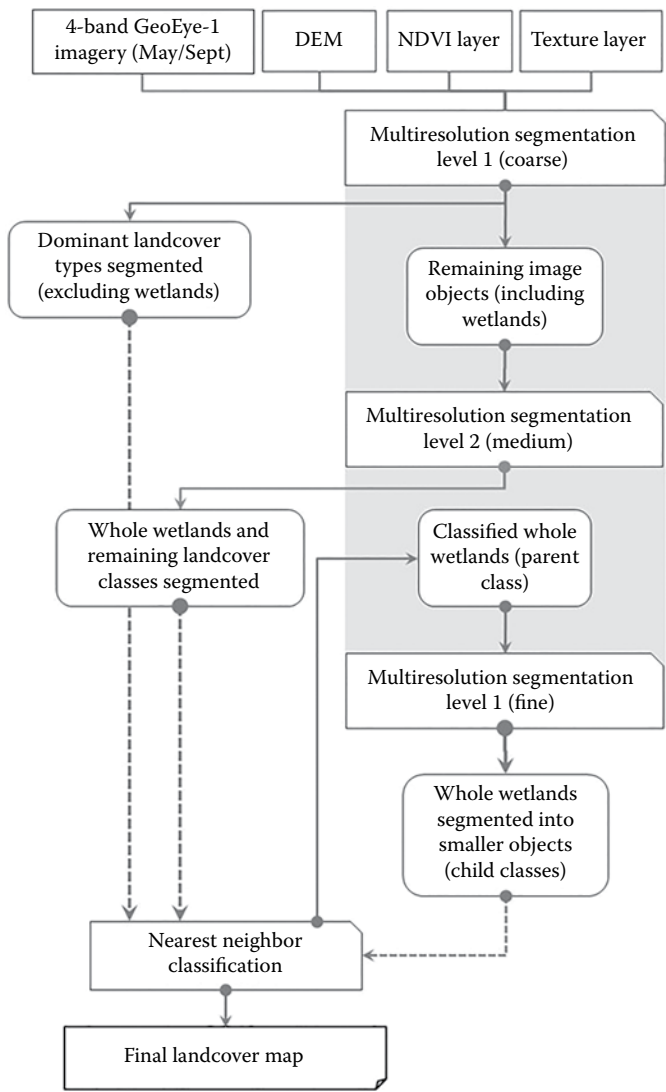 4-band GeoEye-1
imagery (May/Sept)
DEM
NDVI layer
Texture layer
Multiresolution segmentation
level 1 (coarse)
Dominant landcover
types segmented
(excluding wetlands)
Remaining image
objects (including
wetlands)
Multiresolution segmentation
level 2 (medium)
Whole wetlands and
remaining landcover
classes segmented
Classified whole
wetlands (parent
class)
Multiresolution segmentation
level 1 (fine)
Whole wetlands
segmented into
smaller objects
(child classes)
Nearest neighbor
classification
Final landcover map